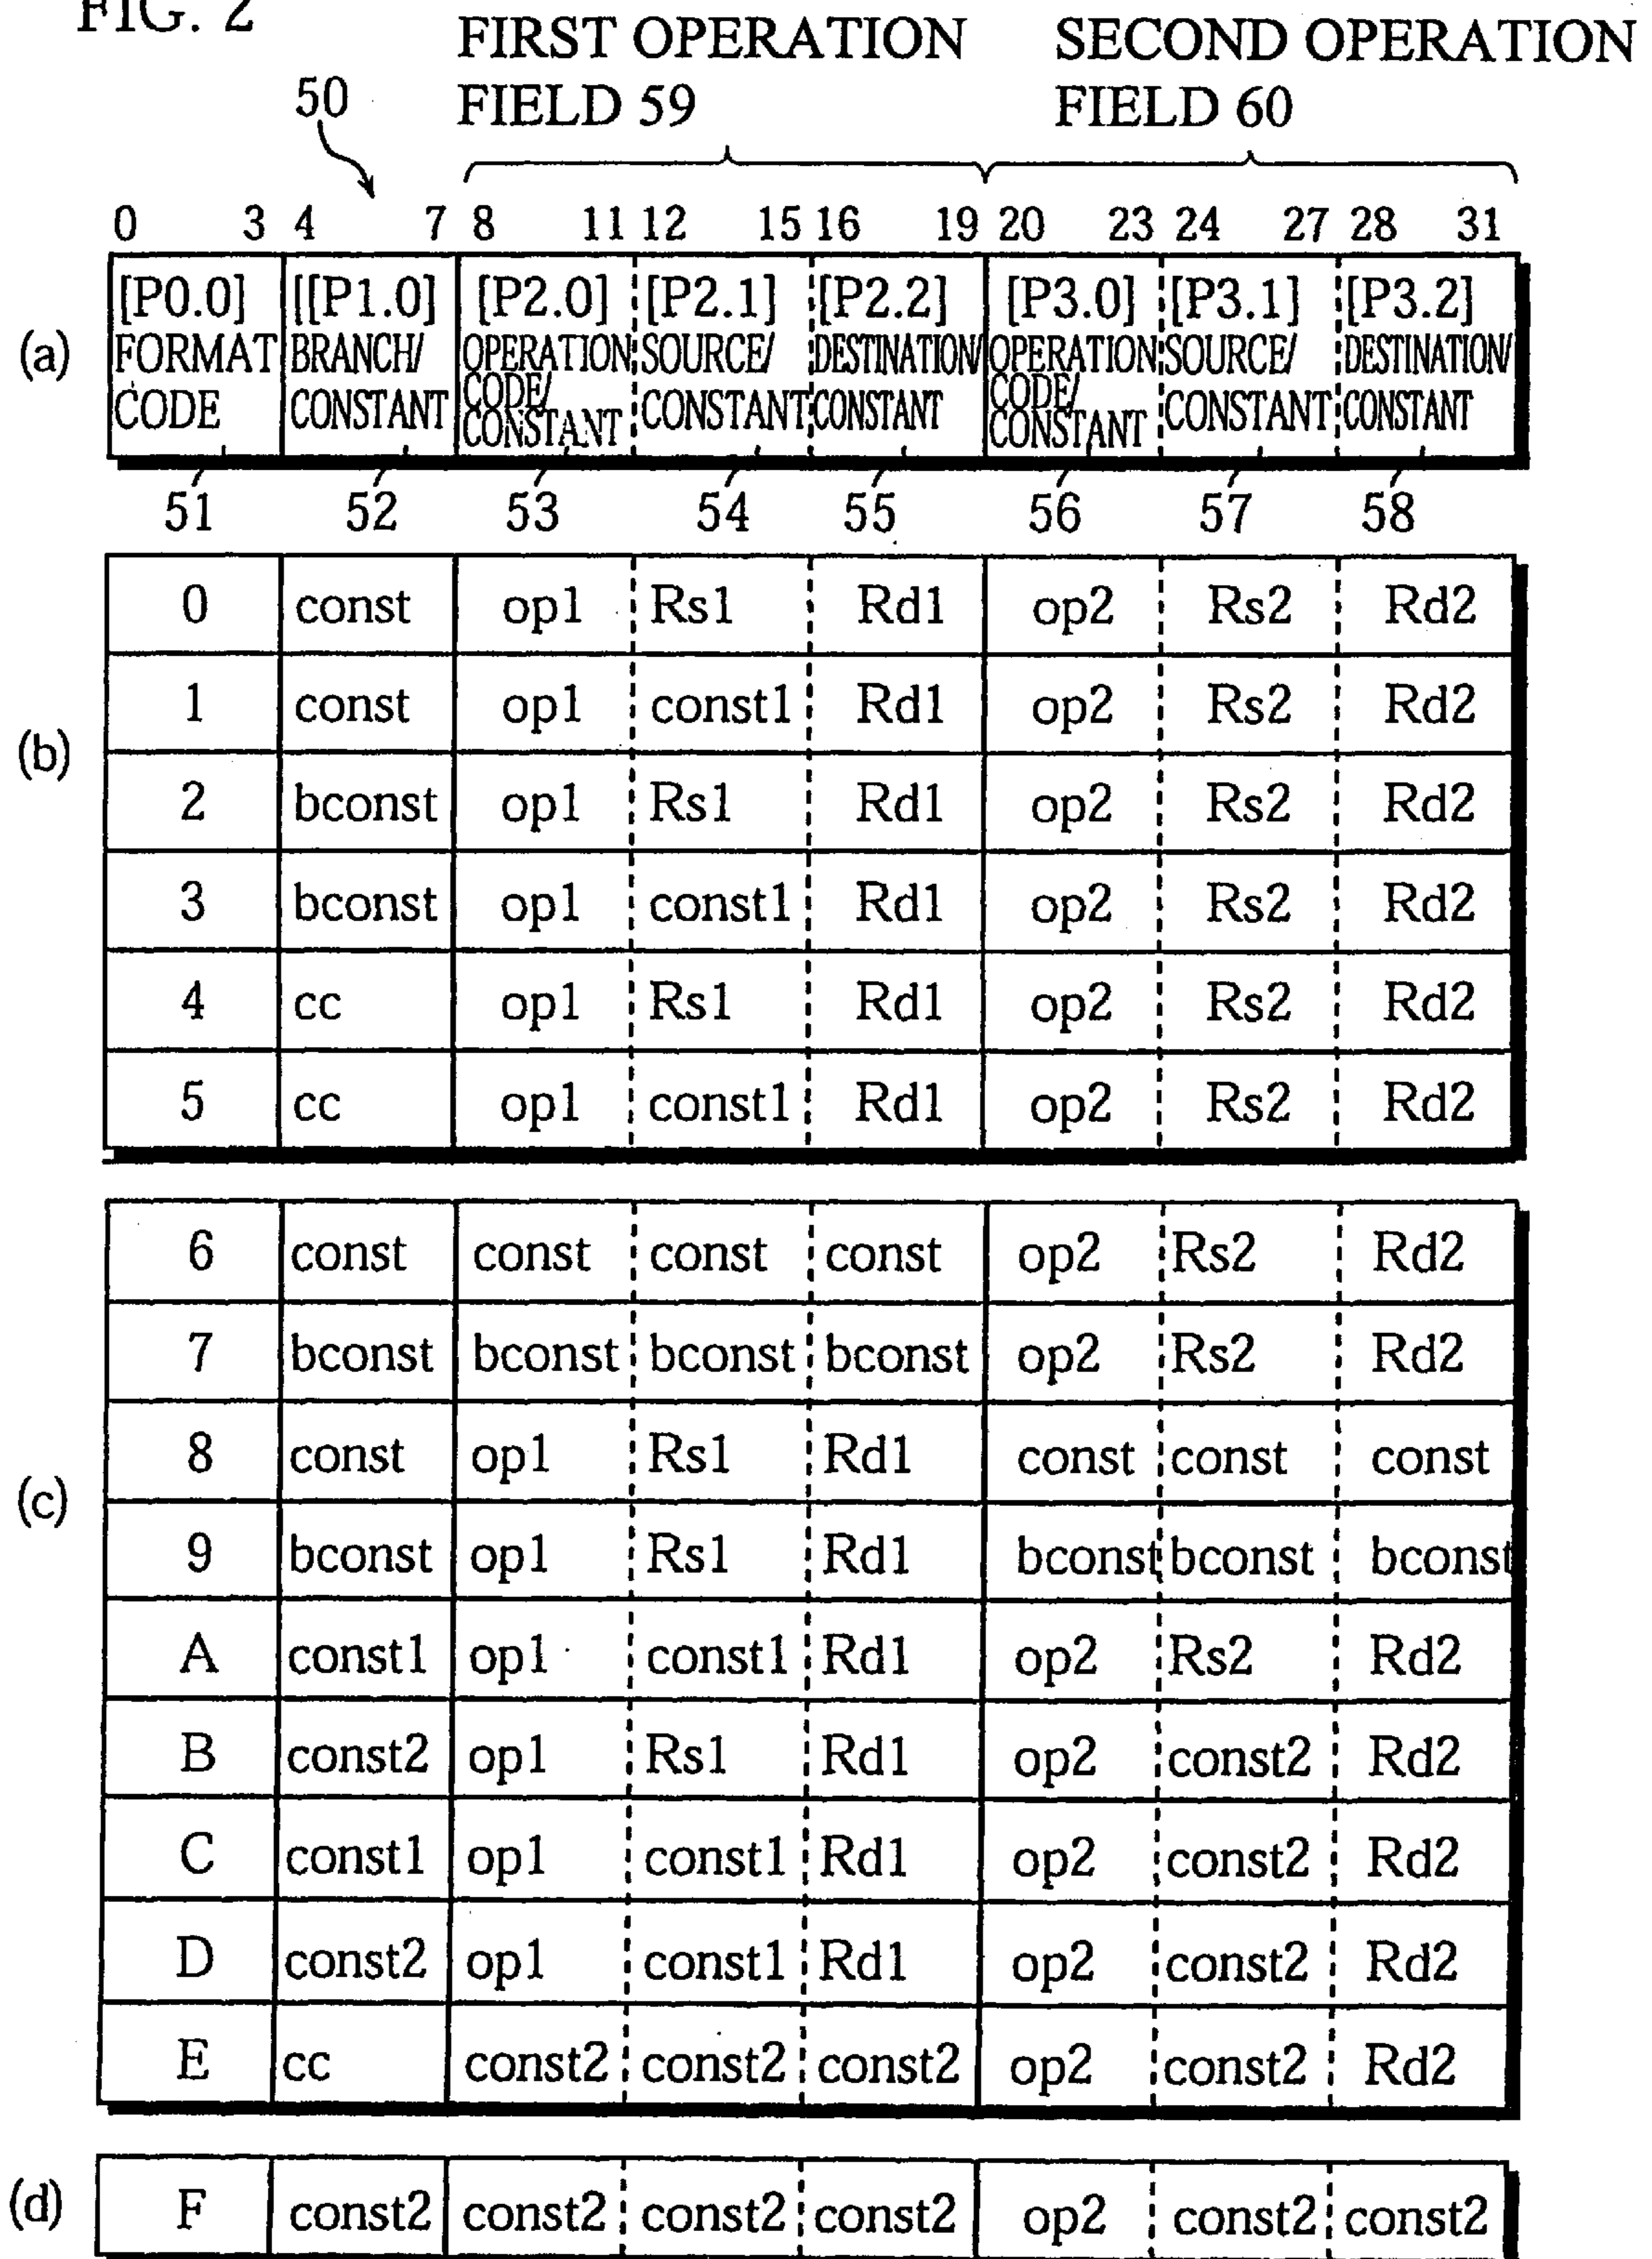 FIG. 2
FIRST OPERATION SECOND OPERATION
FIELD 59 FIELD 60
50
0 3 4 7 8 11 12 15 16 19 20 23 24 27 28 31
(a)
[P0.0] [[P1.0] [P2.0] [P2.1] [P2.2] [P3.0] [P3.1] [P3.2]
FORMAT BRANCH/ OPERATION SOURCE/ DESTINATION/ OPERATION SOURCE/ DESTINATION/
CODE CONSTANT CODE/ CONSTANT CONSTANT CODE/ CONSTANT CONSTANT
CONSTANT CONSTANT
51 52 53 54 55 56 57 58
(b)
0 const op1 Rs1 Rd1 op2 Rs2 Rd2
1 const op1 const1 Rd1 op2 Rs2 Rd2
2 bconst op1 Rs1 Rd1 op2 Rs2 Rd2
3 bconst op1 const1 Rd1 op2 Rs2 Rd2
4 cc op1 Rs1 Rd1 op2 Rs2 Rd2
5 cc op1 const1 Rd1 op2 Rs2 Rd2
(c)
6 const const const const op2 Rs2 Rd2
7 bconst bconst bconst bconst op2 Rs2 Rd2
8 const op1 Rs1 Rd1 const const const
9 bconst op1 Rs1 Rd1 bconst bconst bconst
A const1 op1 const1 Rd1 op2 Rs2 Rd2
B const2 op1 Rs1 Rd1 op2 const2 Rd2
C const1 op1 const1 Rd1 op2 const2 Rd2
D const2 op1 const1 Rd1 op2 const2 Rd2
E cc const2 const2 const2 op2 const2 Rd2
(d)
F const2 const2 const2 const2 op2 const2 const2